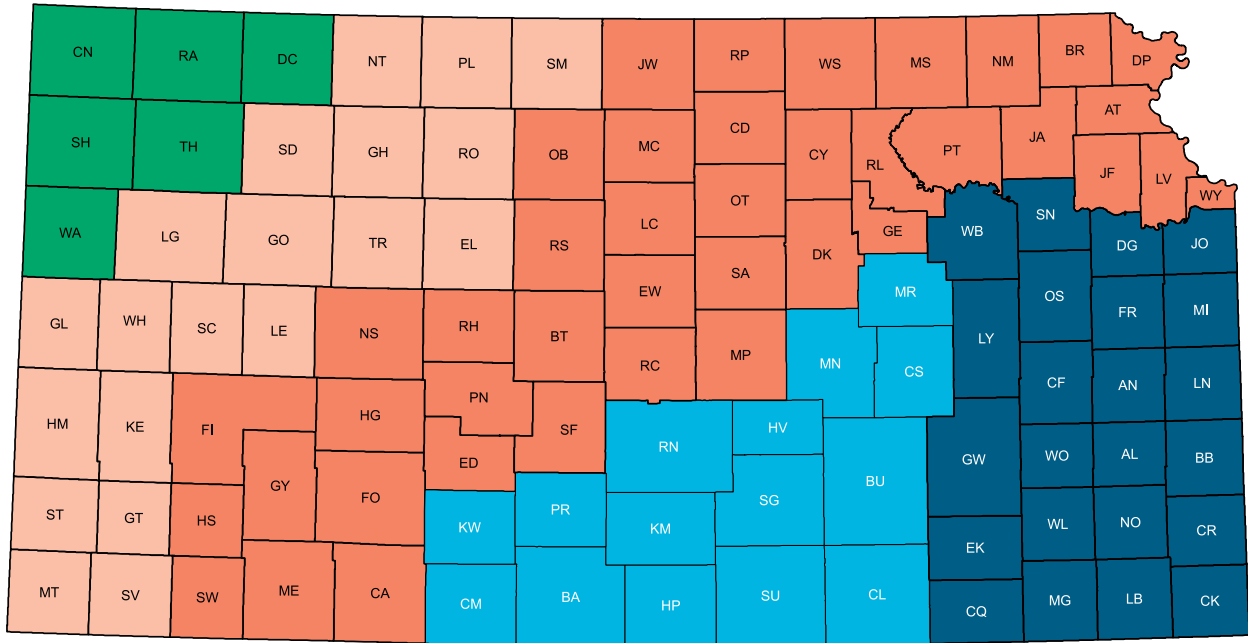 CN RA DC NT PL SM JW RP WS MS NM BR DP
SH TH SD GH RO OB MC CD CY RL PT JA AT JF LV WY
WA LG GO TR EL RS LC OT DK GE WB SN DG JO
GL WH SC LE NS RH BT EW SA MR LY OS FR MI
HM KE FI HG PN SF RC MP MN CS CF AN LN
ST GT HS GY FO ED RN HV BU GW WO AL BB
KW PR KM SG EK WL NO CR
MT SV SW ME CA CM BA HP SU CL CQ MG LB CK